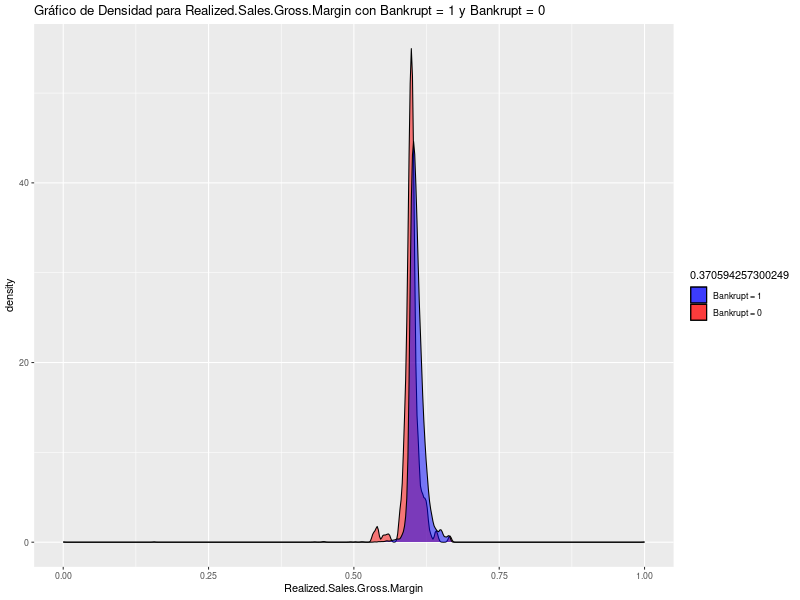 Gráfico de Densidad para Realized.Sales.Gross.Margin con Bankrupt = 1 y Bankrupt = 0
density
40
20
0
0.00
0.25
0.50
0.75
1.00
Realized.Sales.Gross.Margin
0.370594257300249
Bankrupt = 1
Bankrupt = 0